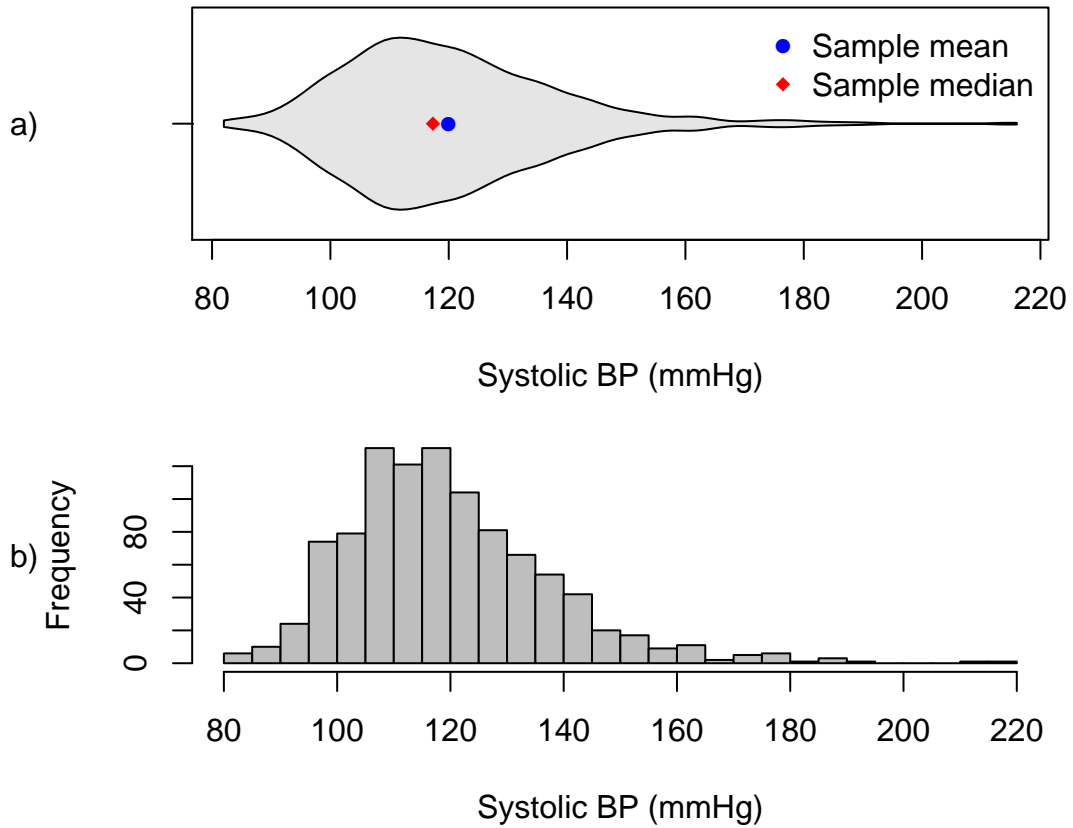 a)
Sample mean
Sample median
80 100 120 140 160 180 200 220
Systolic BP (mmHg)
b)
Frequency
0 40 80
80 100 120 140 160 180 200 220
Systolic BP (mmHg)